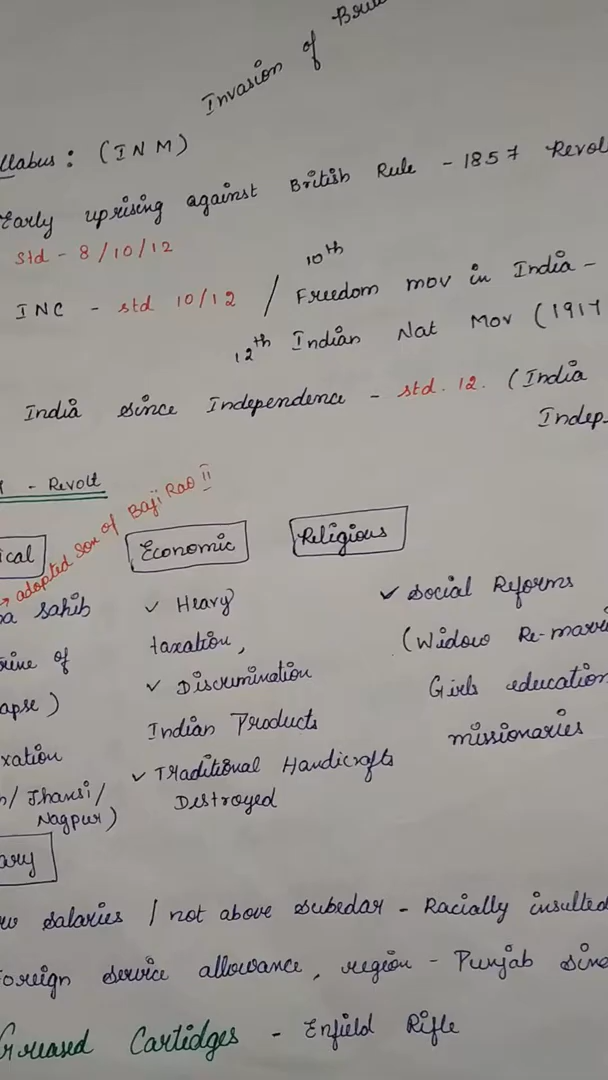 Invasion of
llabus : (INM)
Early uprising against British Rule - 1857 Revol
Std - 8/10/12
INC - std 10/12 / 10th Freedom mov in India -
12th Indian Nat Mov (1917
India since Independence - std. 12. (India
Indep-
- Revolt
→ adopted son of Baji Rao II
ical
Economic
Religious
a sahib
rine of
apse)
xation
/ Jhansi /
Nagpur)
✓ Heavy
taxation,
✓ Discrimination
Indian Products
✓ Traditional Handicrafts
Destroyed
✓ Social Reforms
(Widow Re-marri
Girls education
missionaries
ary
w salaries / not above subedar - Racially insulted
Foreign service allowance, region - Punjab sin
Greased Cartidges - Enfield Rifle